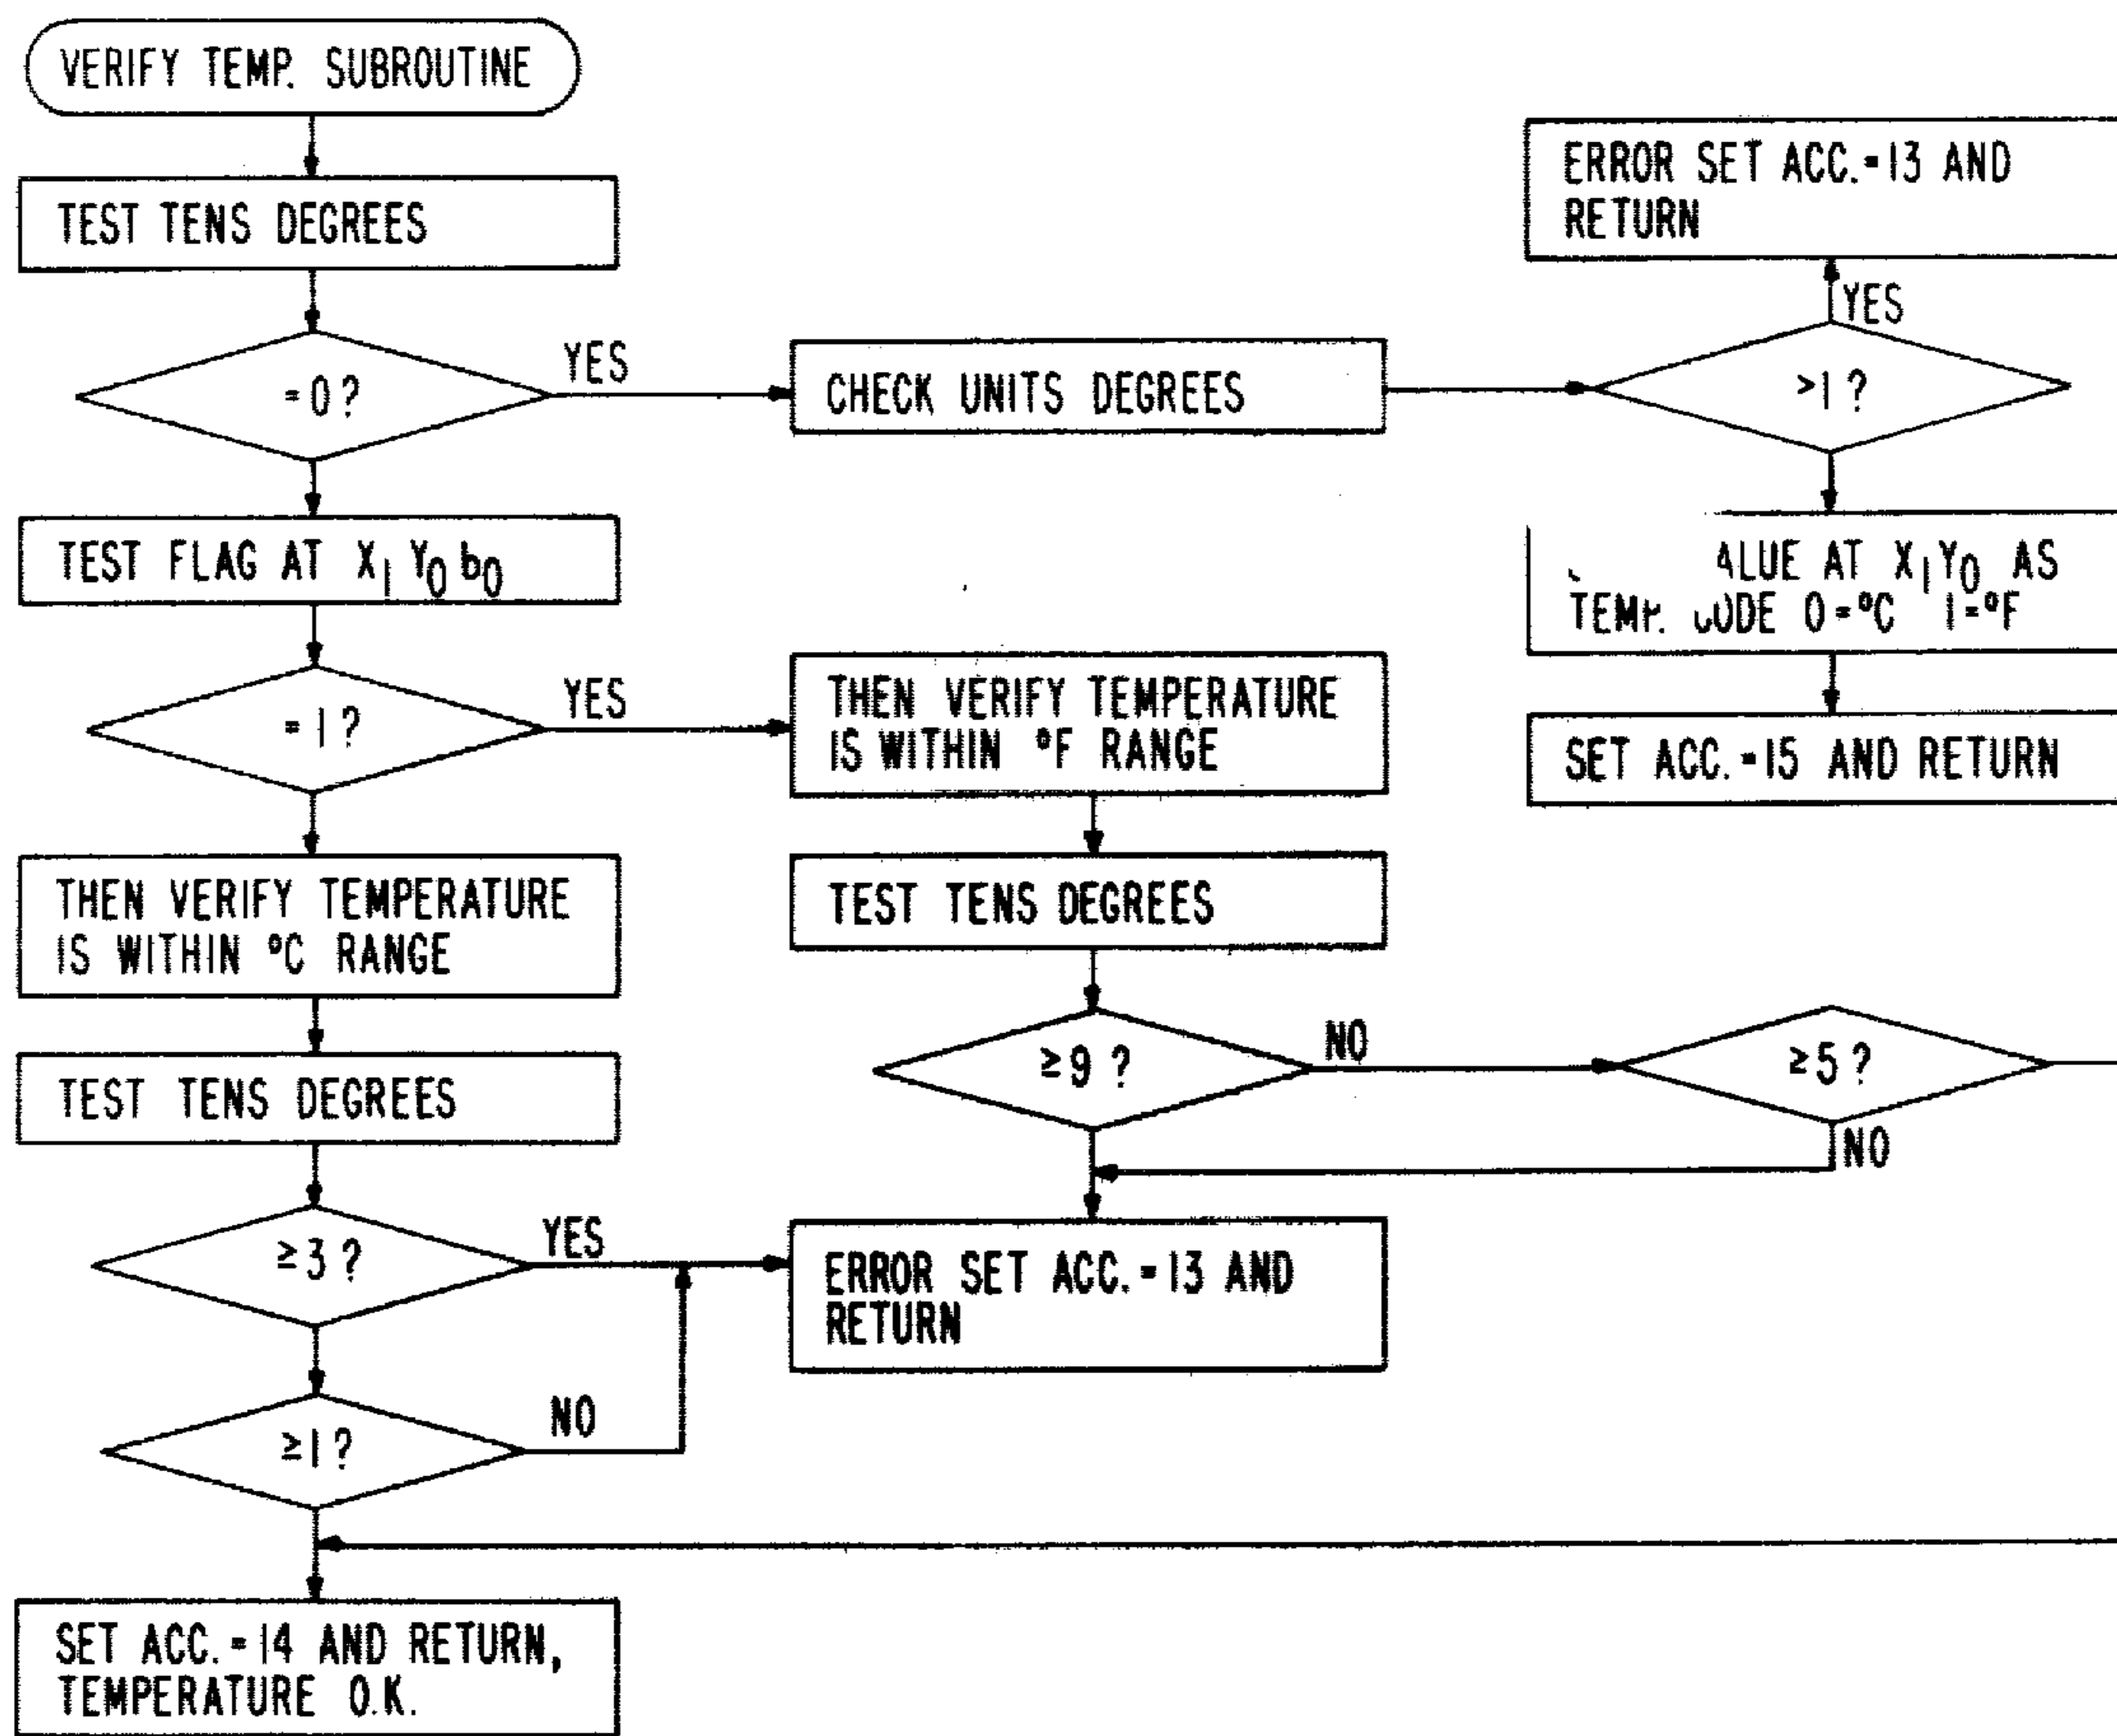 VERIFY TEMP. SUBROUTINE
TEST TENS DEGREES
=0?
YES
CHECK UNITS DEGREES
>1?
YES
ERROR SET ACC.=13 AND
RETURN
TEST FLAG AT X1 Y0 b0
=1?
YES
THEN VERIFY TEMPERATURE
IS WITHIN °F RANGE
ALUE AT X1Y0 AS
TEMP. CODE 0=°C 1=°F
SET ACC.=15 AND RETURN
THEN VERIFY TEMPERATURE
IS WITHIN °C RANGE
TEST TENS DEGREES
TEST TENS DEGREES
≥9?
NO
≥5?
NO
≥3?
YES
ERROR SET ACC.=13 AND
RETURN
≥1?
NO
SET ACC.=14 AND RETURN,
TEMPERATURE O.K.